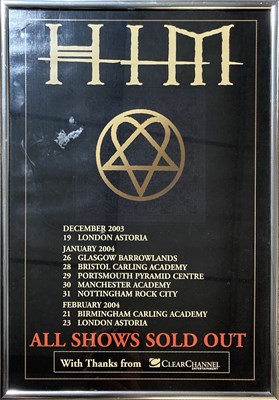 HIM
DECEMBER 2003
19 LONDON ASTORIA
JANUARY 2004
26 GLASGOW BARROWLANDS
28 BRISTOL CARLING ACADEMY
29 PORTSMOUTH PYRAMID CENTRE
30 MANCHESTER ACADEMY
31 NOTTINGHAM ROCK CITY
FEBRUARY 2004
21 BIRMINGHAM CARLING ACADEMY
23 LONDON ASTORIA
ALL SHOWS SOLD OUT
With Thanks from CLEARCHANNEL
ENTERTAINMENT